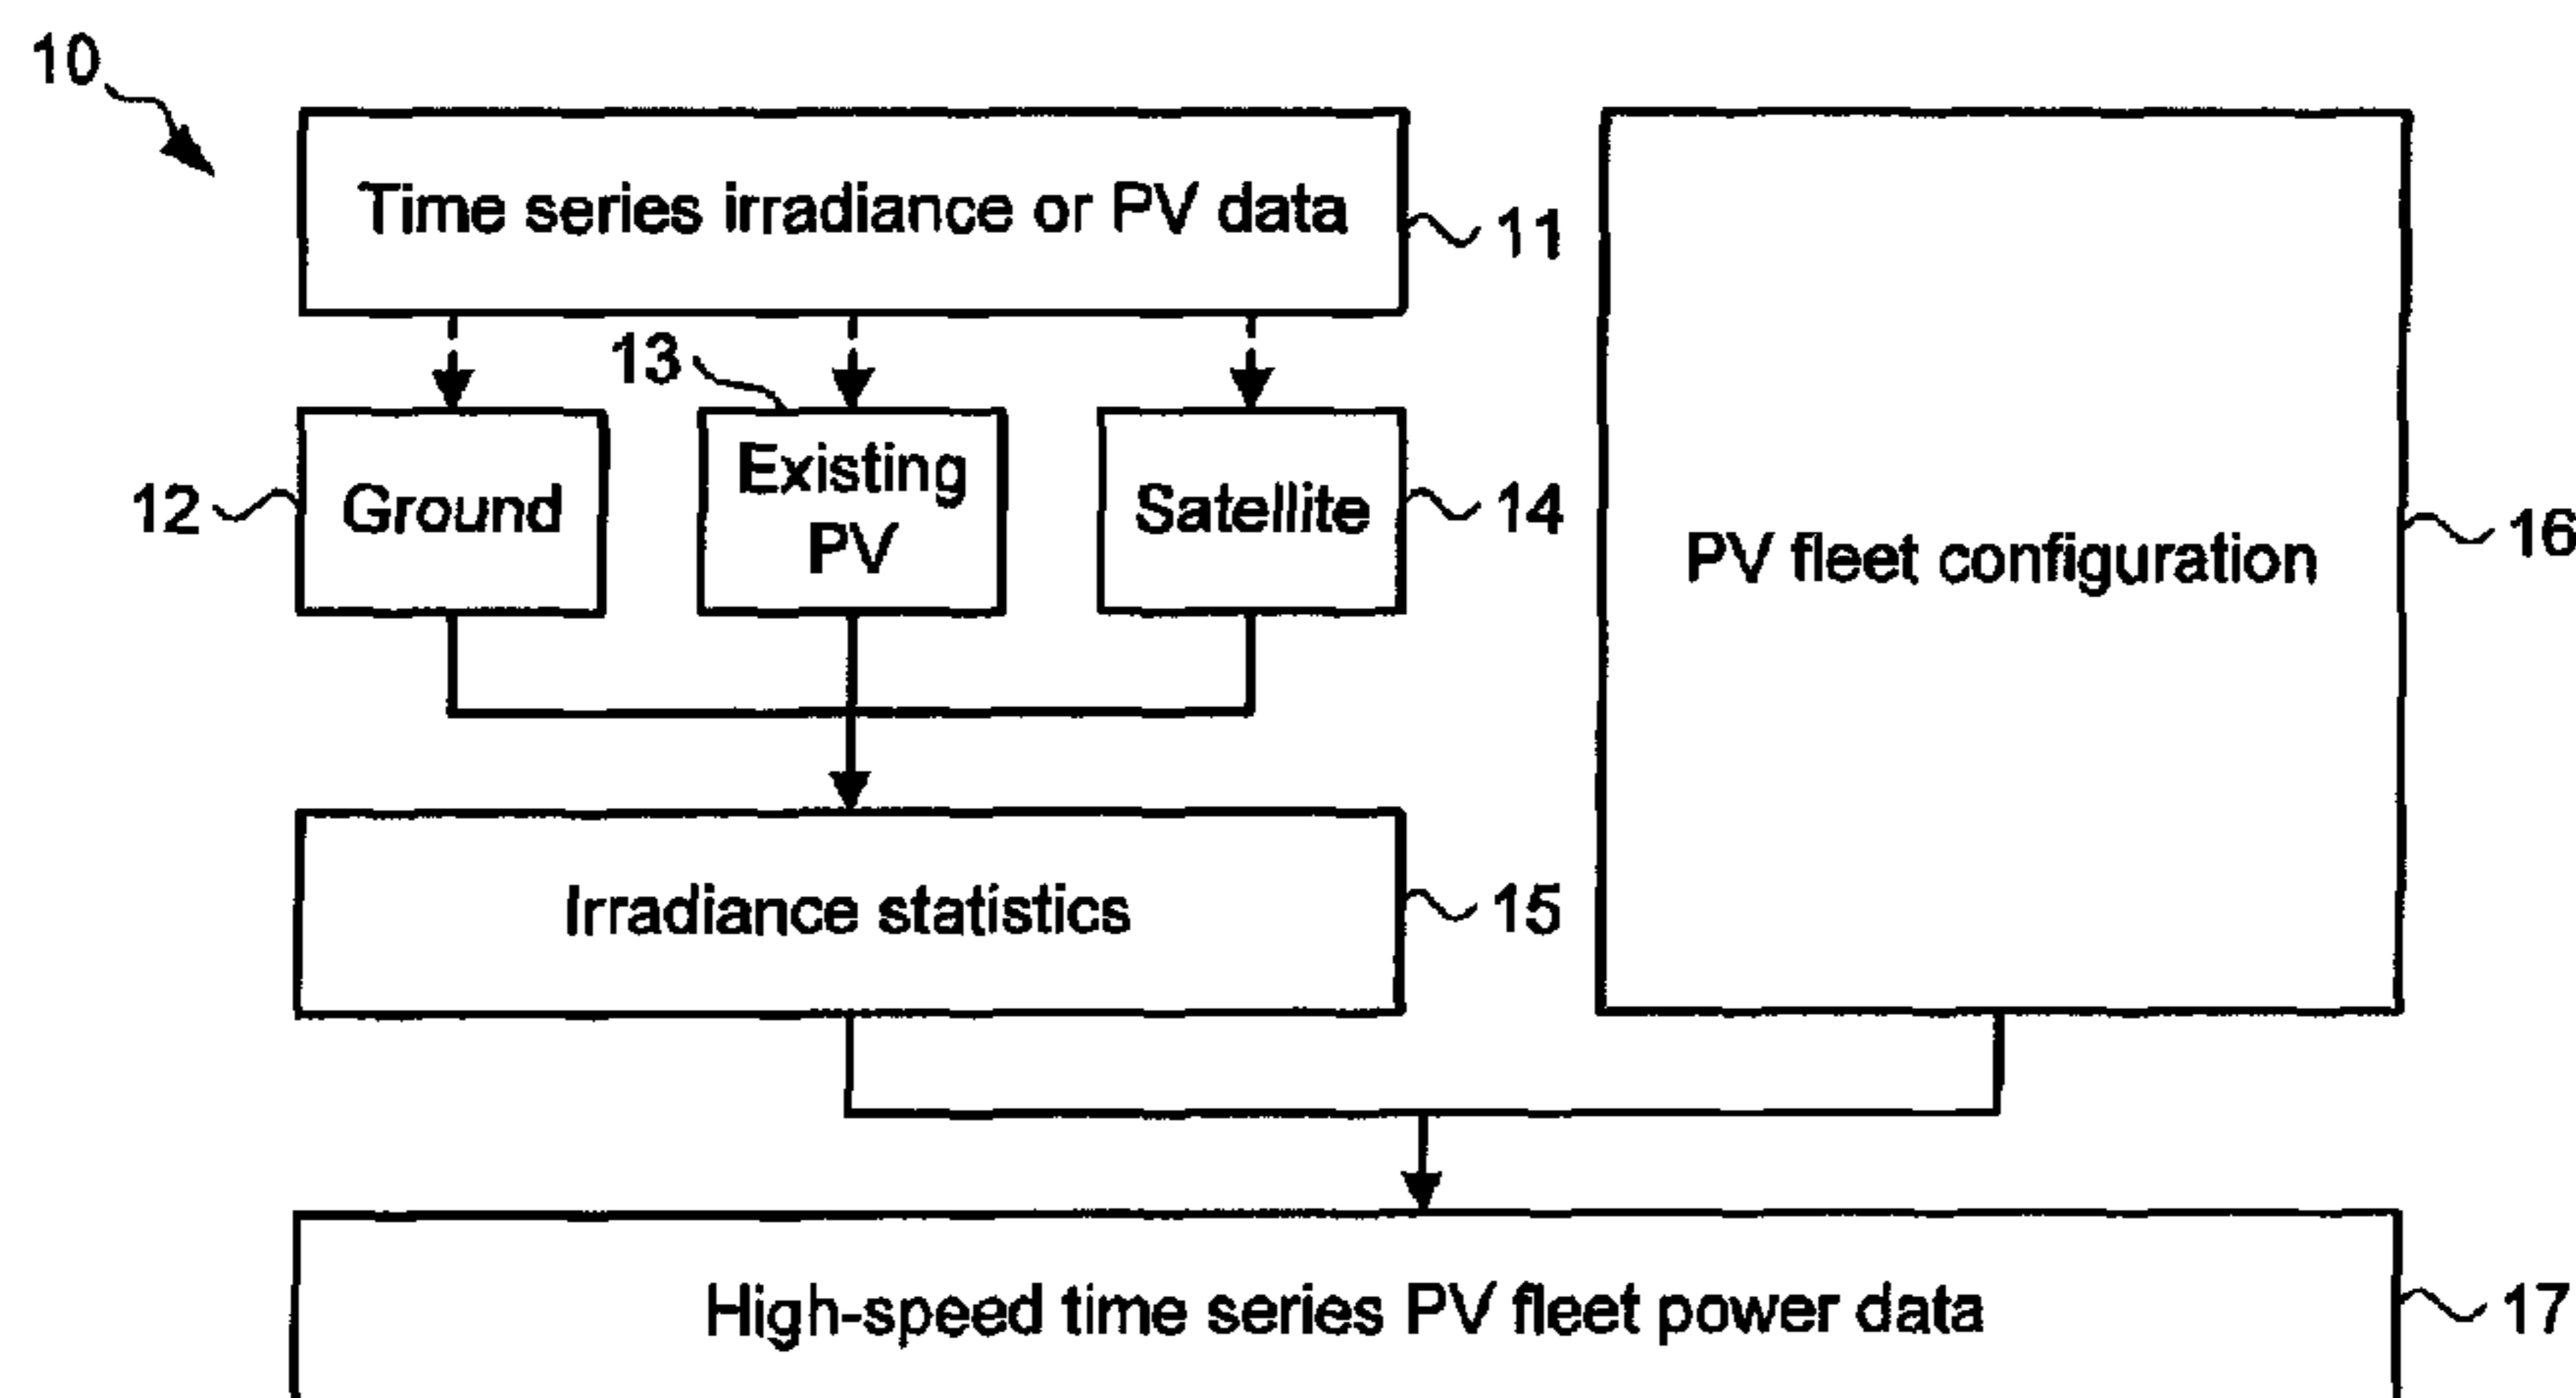 10
Time series irradiance or PV data
11
13
12
Ground
Existing
PV
Satellite
14
PV fleet configuration
16
Irradiance statistics
15
High-speed time series PV fleet power data
17